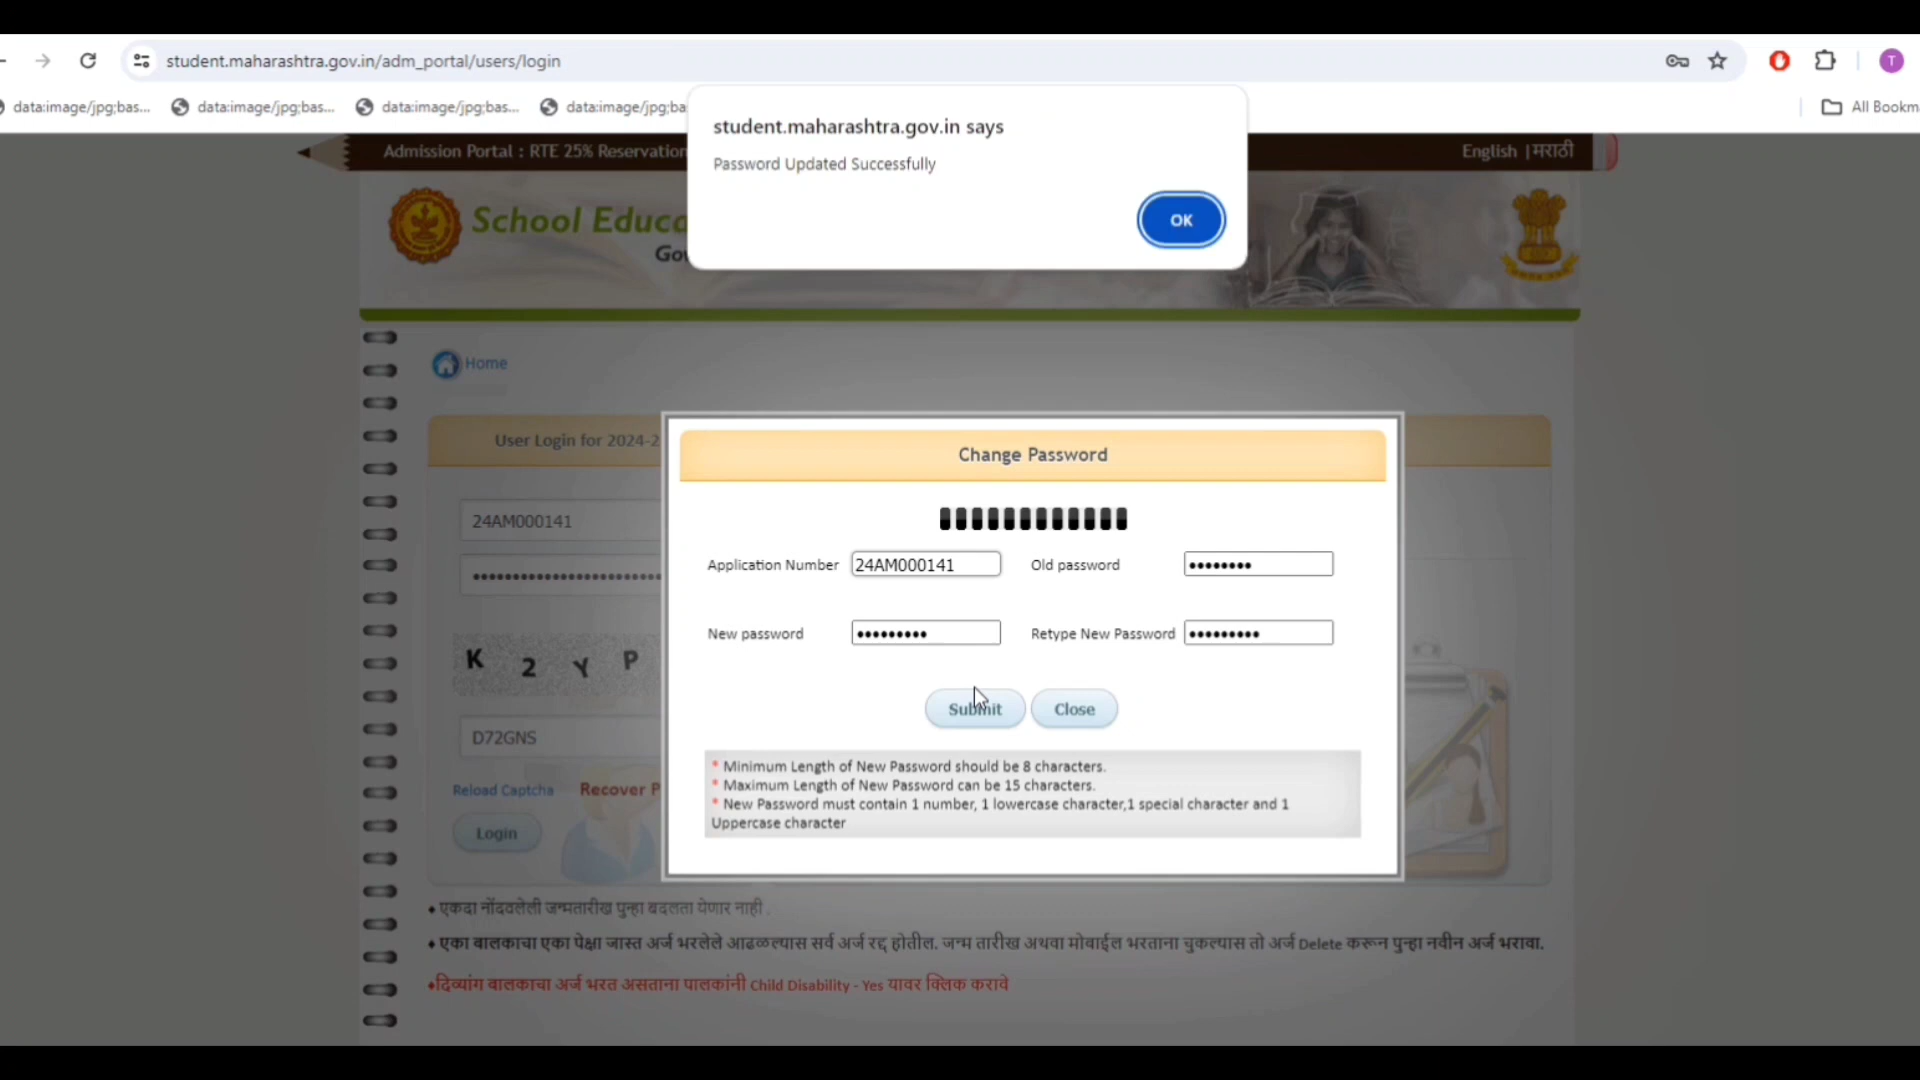 student.maharashtra.gov.in/adm_portal/users/login
T
data:image/jpg;bas... data:image/jpg;bas... data:image/jpg;bas... data:image/jpg;ba
All Bookm
student.maharashtra.gov.in says
Password Updated Successfully
OK
Admission Portal : RTE 25% Reservation
English |मराठी
School Educa
Gov
Home
User Login for 2024-2
24AM000141
K 2 Y P
D72GNS
Reload Captcha Recover P
Login
Change Password
Application Number 24AM000141 Old password ••••••••
New password ••••••••• Retype New Password •••••••••
Submit Close
* Minimum Length of New Password should be 8 characters.
* Maximum Length of New Password can be 15 characters.
* New Password must contain 1 number, 1 lowercase character,1 special character and 1
Uppercase character
♦ एकदा नोंदवलेली जन्मतारीख पुन्हा बदलता येणार नाही .
♦ एका बालकाचा एका पेक्षा जास्त अर्ज भरलेले आढळल्यास सर्व अर्ज रद्द होतील. जन्म तारीख अथवा मोबाईल भरताना चुकल्यास तो अर्ज Delete करून पुन्हा नवीन अर्ज भरावा.
♦दिव्यांग बालकाचा अर्ज भरत असताना पालकांनी Child Disability - Yes यावर क्लिक करावे